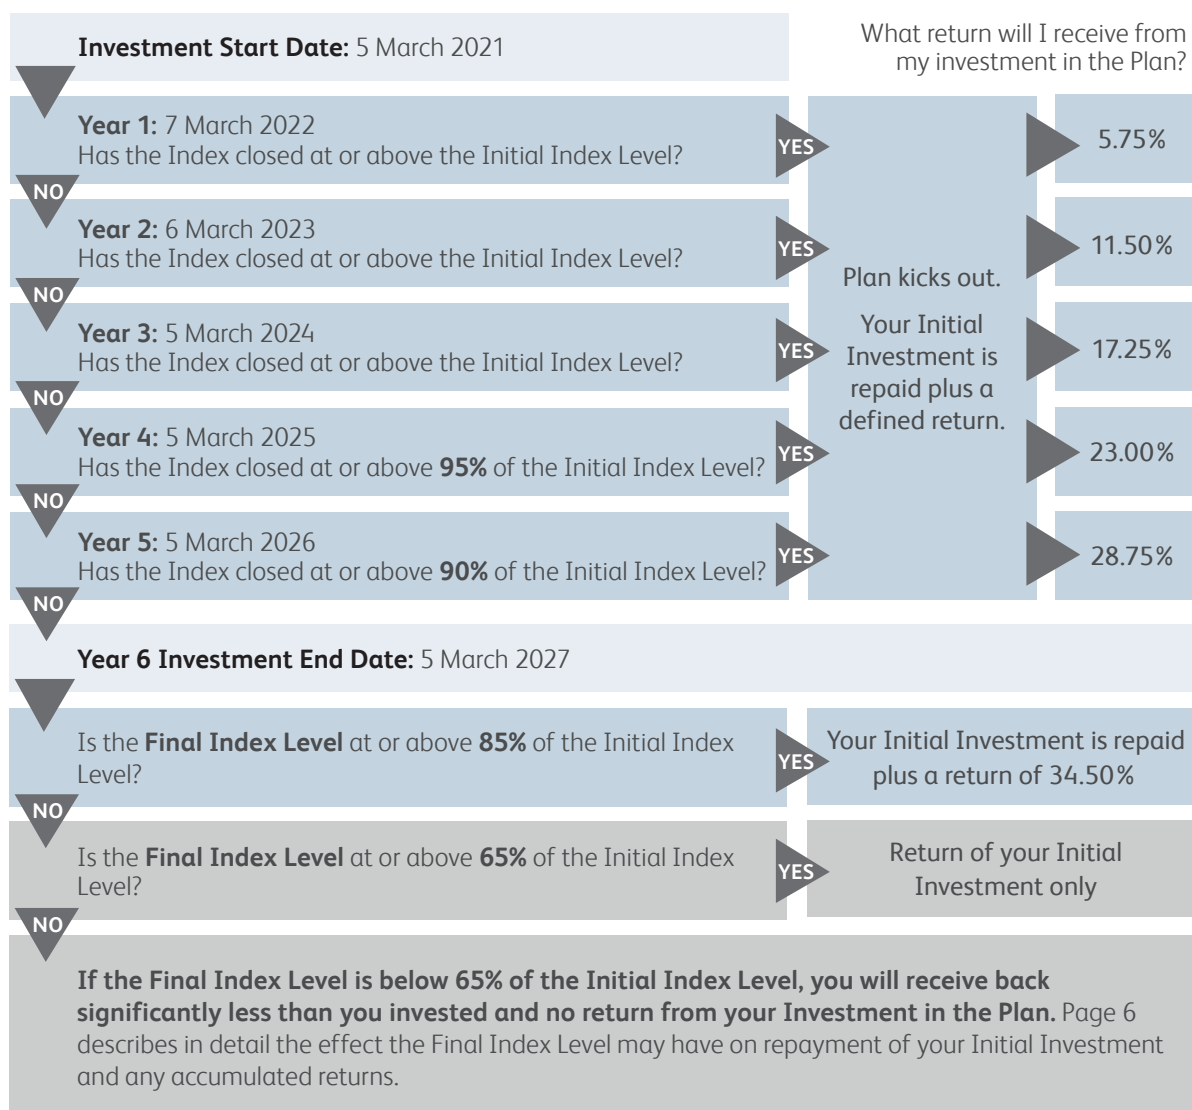 Investment Start Date: 5 March 2021
What return will I receive from
my investment in the Plan?
Year 1: 7 March 2022
Has the Index closed at or above the Initial Index Level?
YES
5.75%
NO
Year 2: 6 March 2023
Has the Index closed at or above the Initial Index Level?
YES
11.50%
NO
Year 3: 5 March 2024
Has the Index closed at or above the Initial Index Level?
YES
17.25%
NO
Year 4: 5 March 2025
Has the Index closed at or above 95% of the Initial Index Level?
YES
23.00%
NO
Year 5: 5 March 2026
Has the Index closed at or above 90% of the Initial Index Level?
YES
28.75%
Plan kicks out.
Your Initial
Investment is
repaid plus a
defined return.
NO
Year 6 Investment End Date: 5 March 2027
Is the Final Index Level at or above 85% of the Initial Index
Level?
YES
Your Initial Investment is repaid
plus a return of 34.50%
NO
Is the Final Index Level at or above 65% of the Initial Index
Level?
YES
Return of your Initial
Investment only
NO
If the Final Index Level is below 65% of the Initial Index Level, you will receive back
significantly less than you invested and no return from your Investment in the Plan. Page 6
describes in detail the effect the Final Index Level may have on repayment of your Initial Investment
and any accumulated returns.